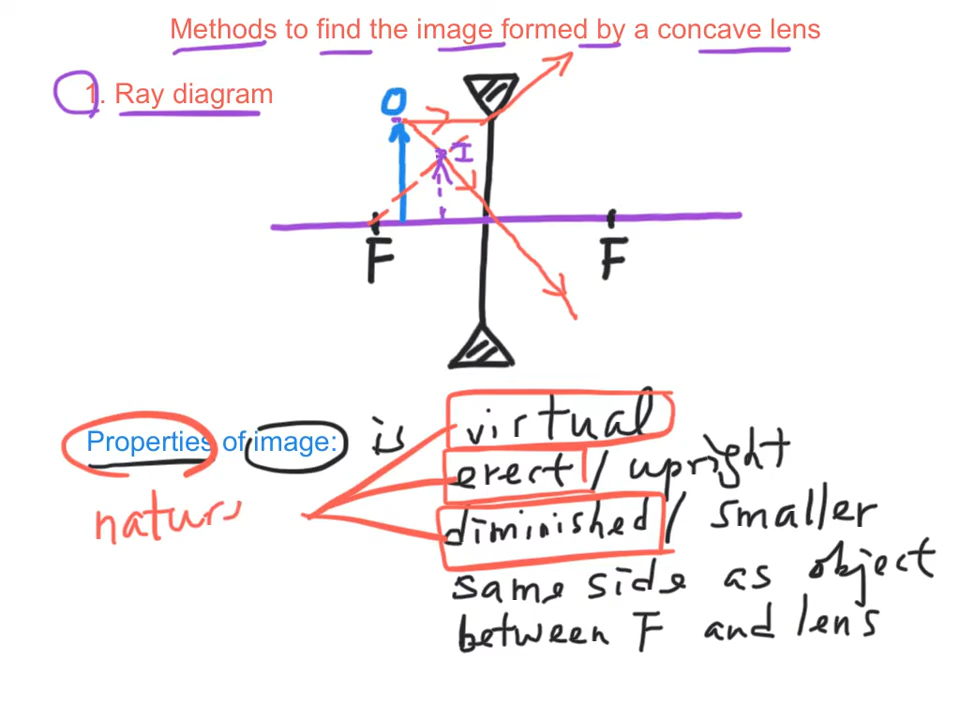 Methods to find the image formed by a concave lens
1. Ray diagram
O
I
F
F
Properties of image: is virtual
erect / upright
natur
diminished / smaller
same side as object
between F and lens